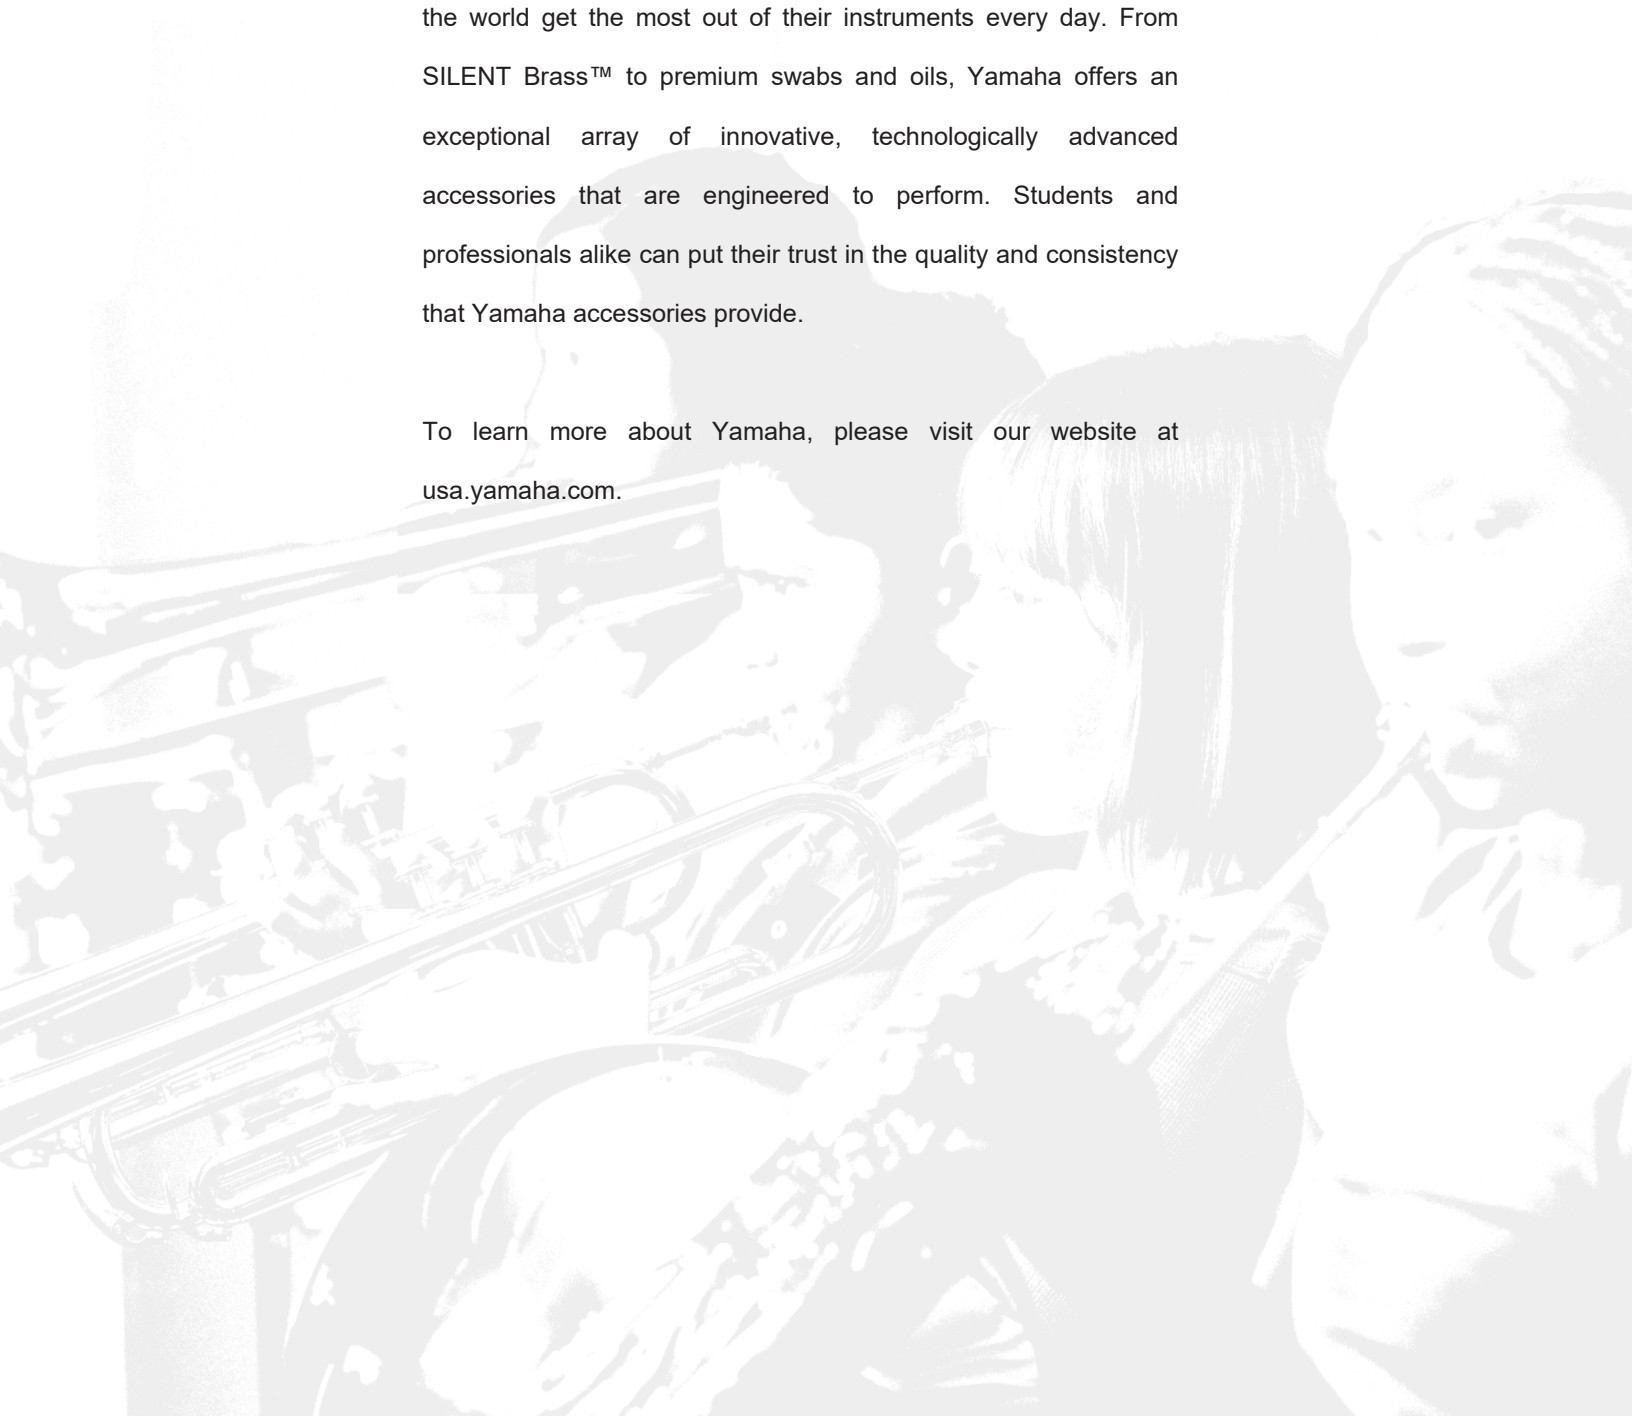 the world get the most out of their instruments every day. From
SILENT Brass™ to premium swabs and oils, Yamaha offers an
exceptional array of innovative, technologically advanced
accessories that are engineered to perform. Students and
professionals alike can put their trust in the quality and consistency
that Yamaha accessories provide.
To learn more about Yamaha, please visit our website at
usa.yamaha.com.